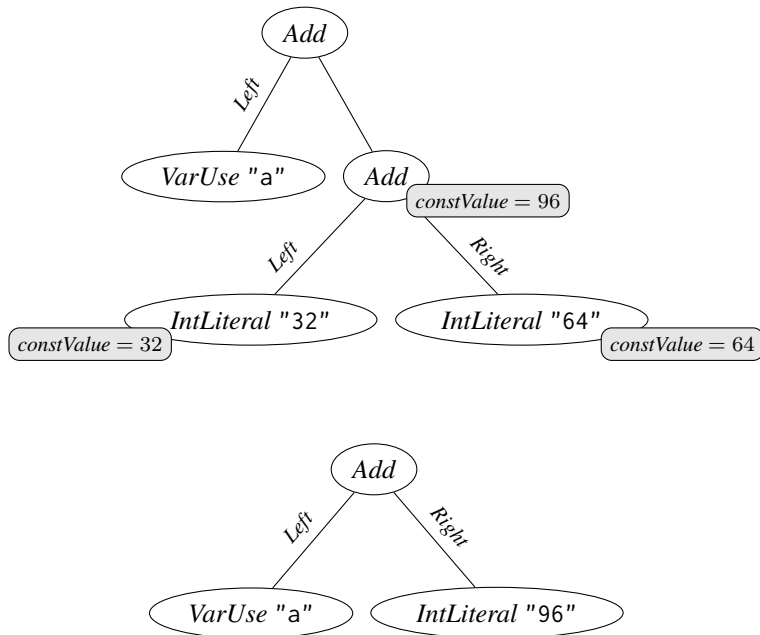 Add
Left
VarUse "a"
Add
constValue = 96
Left
Right
IntLiteral "32"
IntLiteral "64"
constValue = 32
constValue = 64
Add
Left
Right
VarUse "a"
IntLiteral "96"